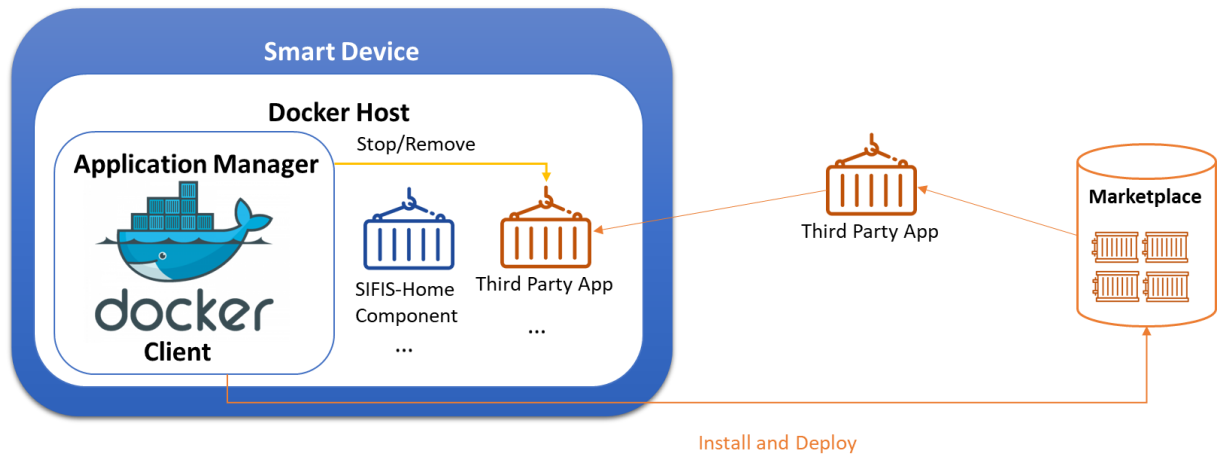 Smart Device
Docker Host
Stop/Remove
Application Manager
docker
Client
SIFIS-Home
Component
...
Third Party App
...
Third Party App
Marketplace
Install and Deploy